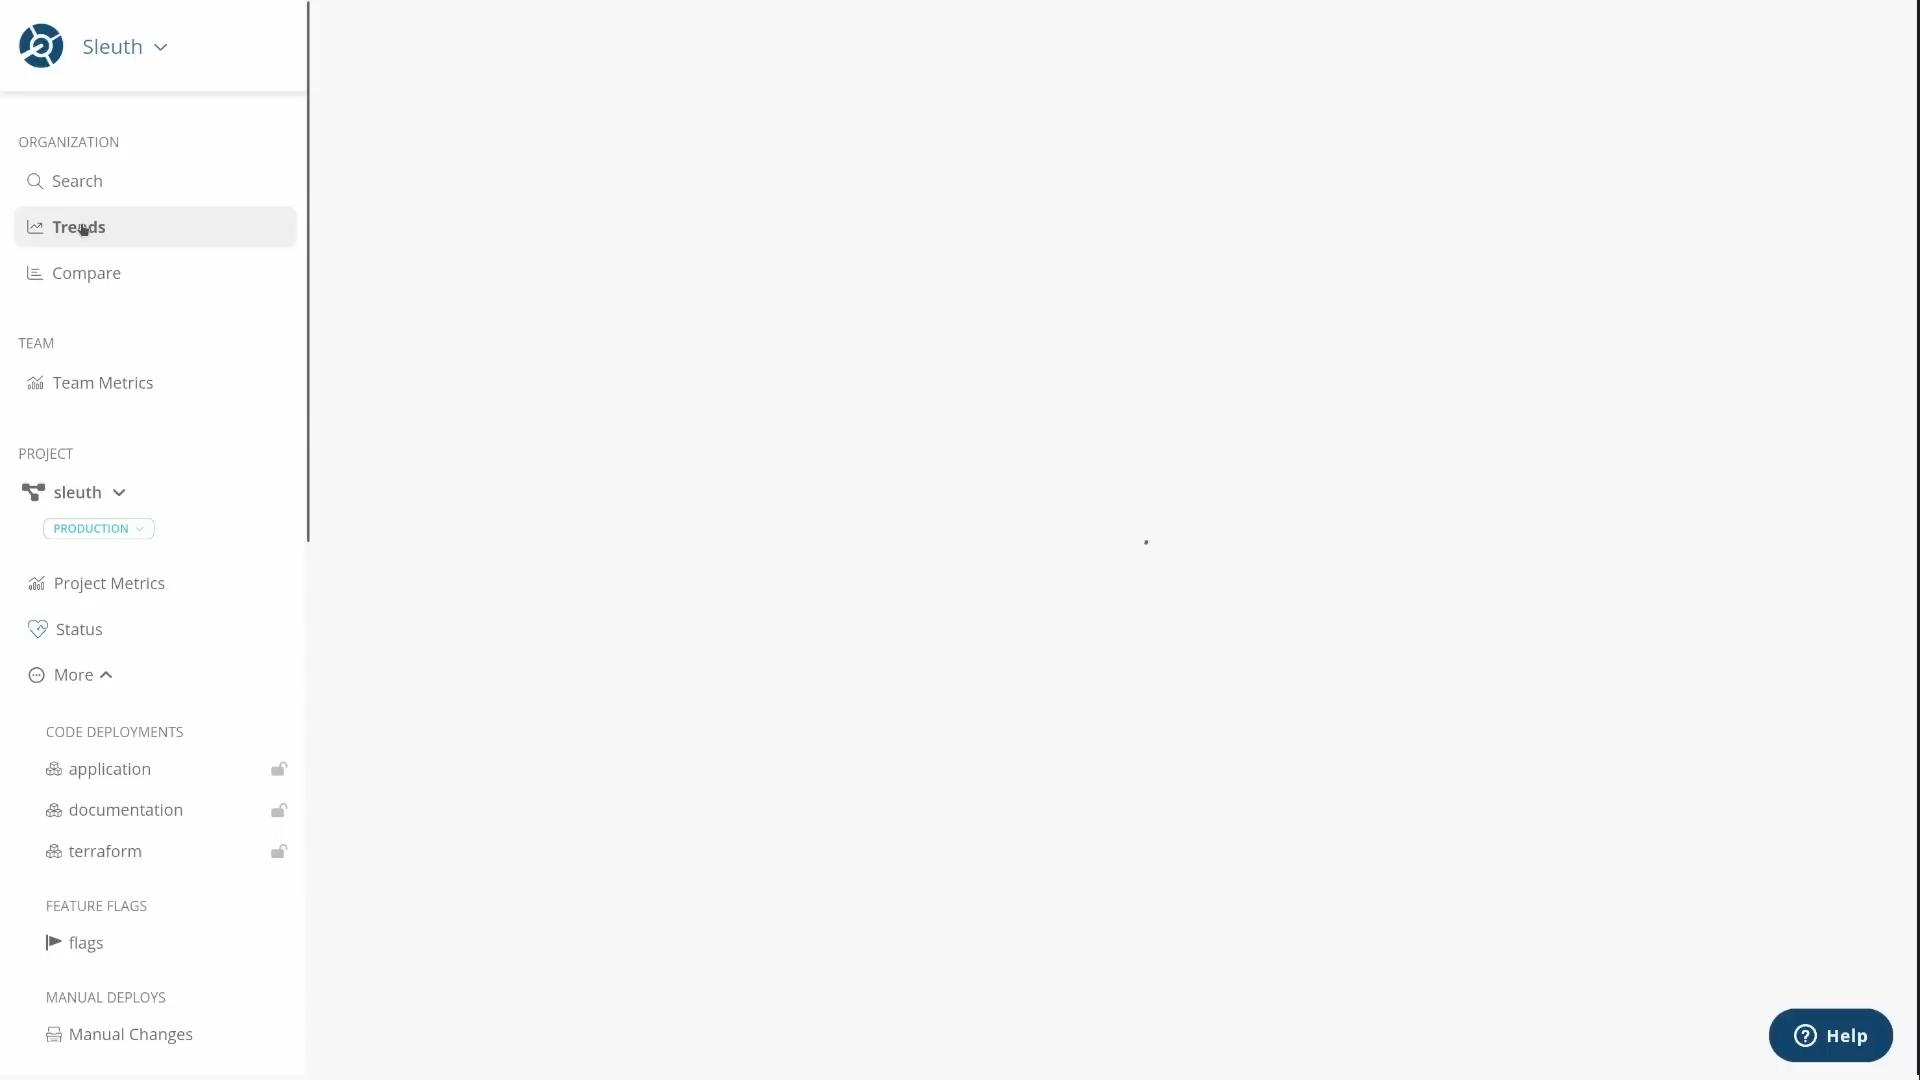 Sleuth
ORGANIZATION
Search
Trends
Compare
TEAM
Team Metrics
PROJECT
sleuth
PRODUCTION
Project Metrics
Status
More
CODE DEPLOYMENTS
application
documentation
terraform
FEATURE FLAGS
flags
MANUAL DEPLOYS
Manual Changes
Help